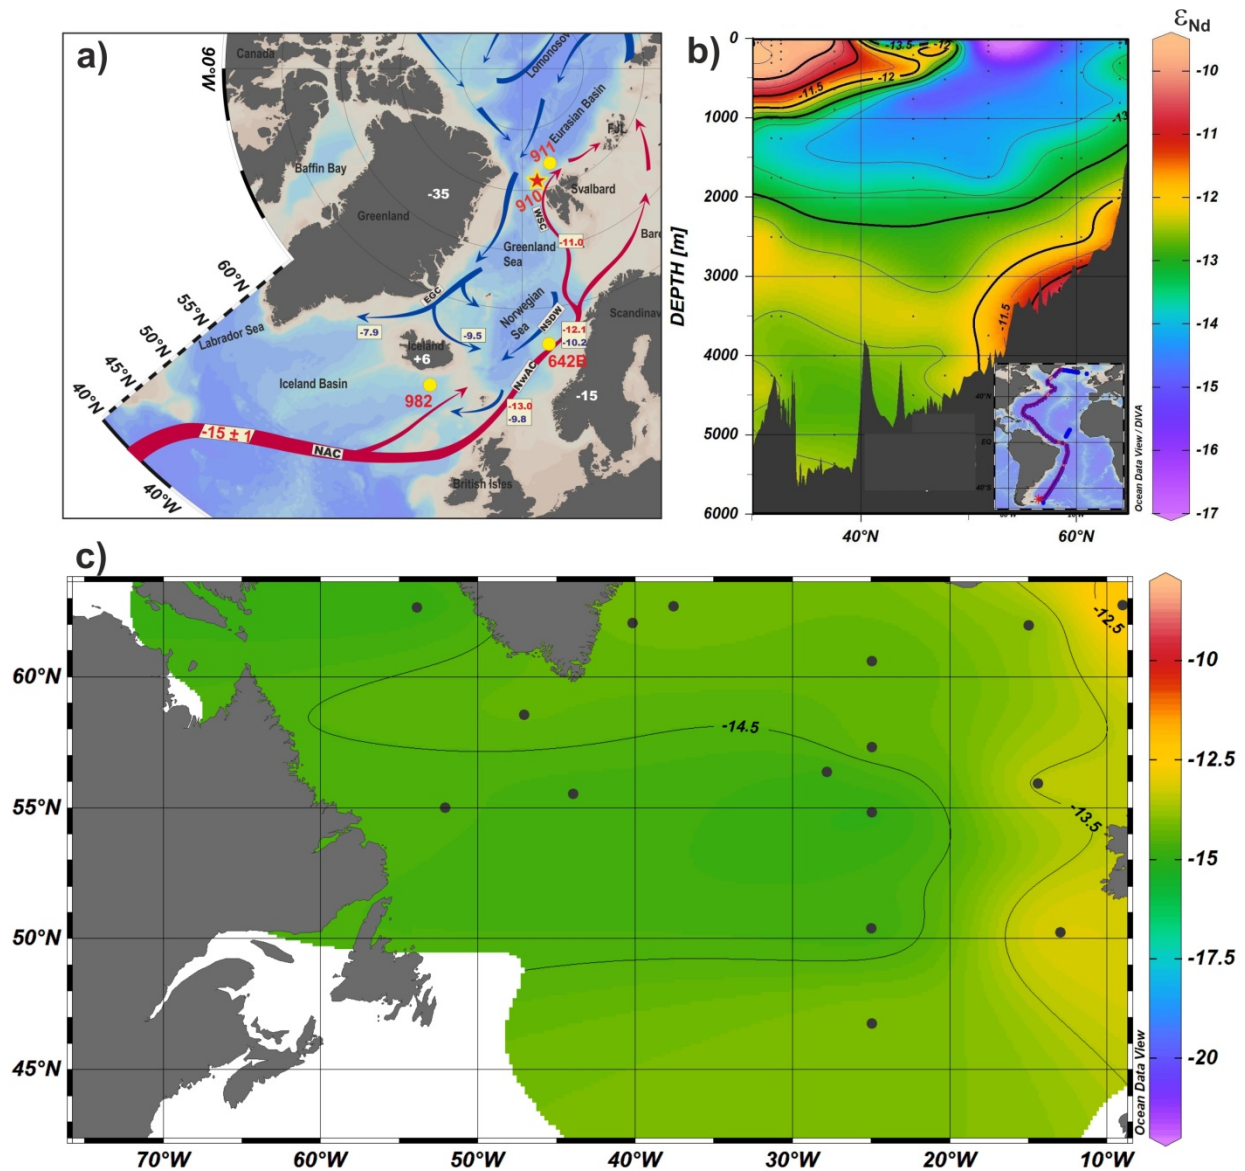 a)
Canada
90°W
Lomonosov
Eurasian Basin
FJL
Baffin Bay
911
910
Svalbard
-35
Greenland
WSC
Greenland
Sea
-11.0
Bare
60°N
55°N
50°N
45°N
40°N
Labrador Sea
EGC
Norwegian
Sea
NSDW
Scandinav
-7.9
-9.5
-12.1
-10.2
Iceland
+6
642B
Iceland Basin
982
NwAC
-15
-13.0
-9.8
-15 ± 1
NAC
British Isles
40°W
b)
εNd
0
1000
2000
3000
4000
5000
6000
DEPTH [m]
-13.5
-12
-12
-11.5
-13
-11.5
40°N
60°N
40°N
EQ
40°S
Ocean Data View / DIVA
-10
-11
-12
-13
-14
-15
-16
-17
c)
60°N
55°N
50°N
45°N
-14.5
-12.5
-13.5
70°W
60°W
50°W
40°W
30°W
20°W
10°W
Ocean Data View
-10
-12.5
-15
-17.5
-20